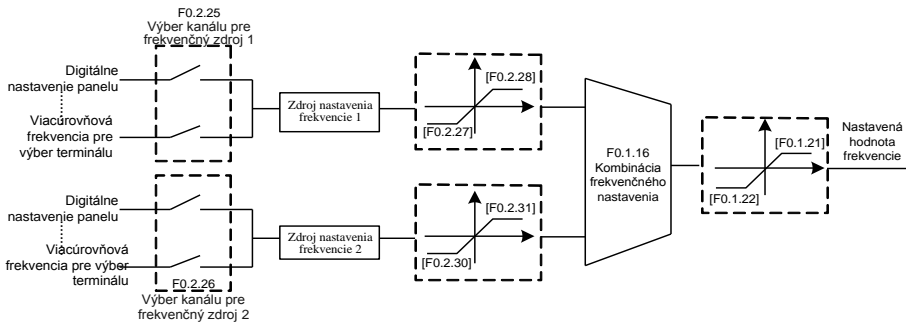 F0.2.25
Výber kanálu pre
frekvenčný zdroj 1
Digitálne
nastavenie panelu
Viacúrovňová
frekvencia pre
výber terminálu
Zdroj nastavenia
frekvencie 1
[F0.2.28]
[F0.2.27]
F0.1.16
Kombinácia
frekvenčného
nastavenia
[F0.1.21]
[F0.1.22]
Nastavená
hodnota
frekvencie
Digitálne
nastavenie panelu
Viacúrovňová
frekvencia pre výber
terminálu
F0.2.26
Výber kanálu pre
frekvenčný zdroj 2
Zdroj nastavenia
frekvencie 2
[F0.2.31]
[F0.2.30]